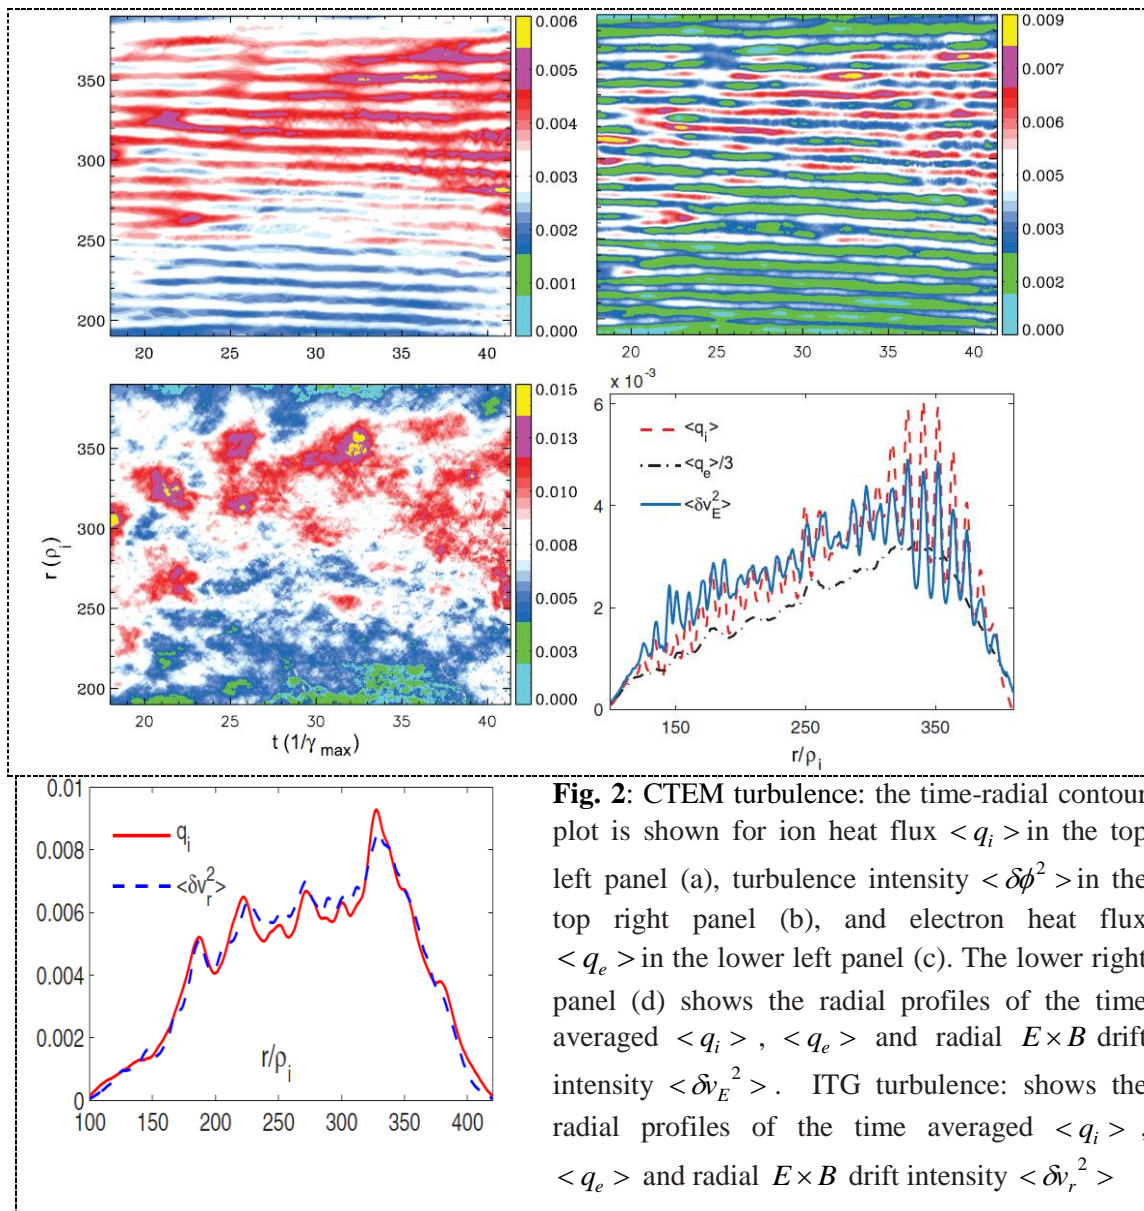 0.006
0.005
0.004
0.003
0.002
0.001
0.000
350
300
250
200
20 25 30 35 40
0.009
0.007
0.006
0.005
0.003
0.002
0.000
20 25 30 35 40
r (ρi)
350
300
250
200
20 25 30 35 40
t (1/γmax)
0.015
0.013
0.010
0.008
0.005
0.003
0.000
x 10⁻³
6
4
2
0
<qi>
<qe>/3
<δvE²>
150 250 350
r/ρi
0.01
0.008
0.006
0.004
0.002
0
qi
<δvr²>
r/ρi
100 150 200 250 300 350 400
Fig. 2: CTEM turbulence: the time-radial contour
plot is shown for ion heat flux < qi > in the top
left panel (a), turbulence intensity < δϕ² > in the
top right panel (b), and electron heat flux
< qe > in the lower left panel (c). The lower right
panel (d) shows the radial profiles of the time
averaged < qi > , < qe > and radial E × B drift
intensity < δvE² > . ITG turbulence: shows the
radial profiles of the time averaged < qi > ,
< qe > and radial E × B drift intensity < δvr² >